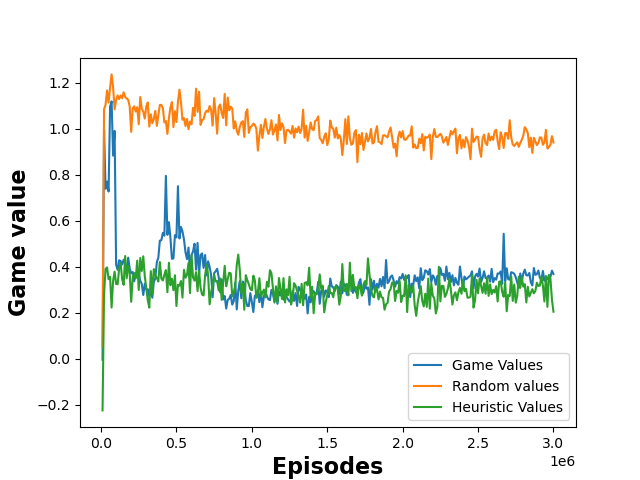 Game value
1.2
1.0
0.8
0.6
0.4
0.2
0.0
−0.2
Game Values
Random values
Heuristic Values
0.0 0.5 1.0 1.5 2.0 2.5 3.0
Episodes
1e6